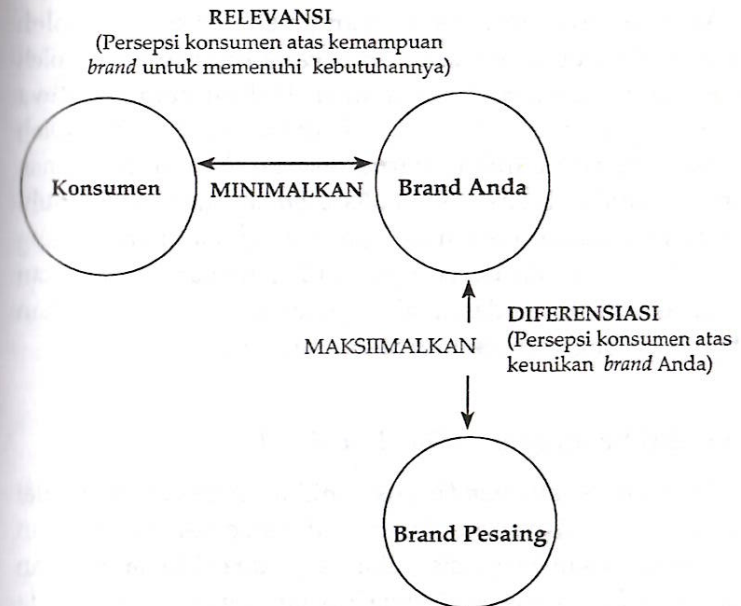 RELEVANSI
(Persepsi konsumen atas kemampuan
brand untuk memenuhi kebutuhannya)
Konsumen
MINIMALKAN
Brand Anda
MAKSIIMALKAN
DIFERENSIASI
(Persepsi konsumen atas
keunikan brand Anda)
Brand Pesaing